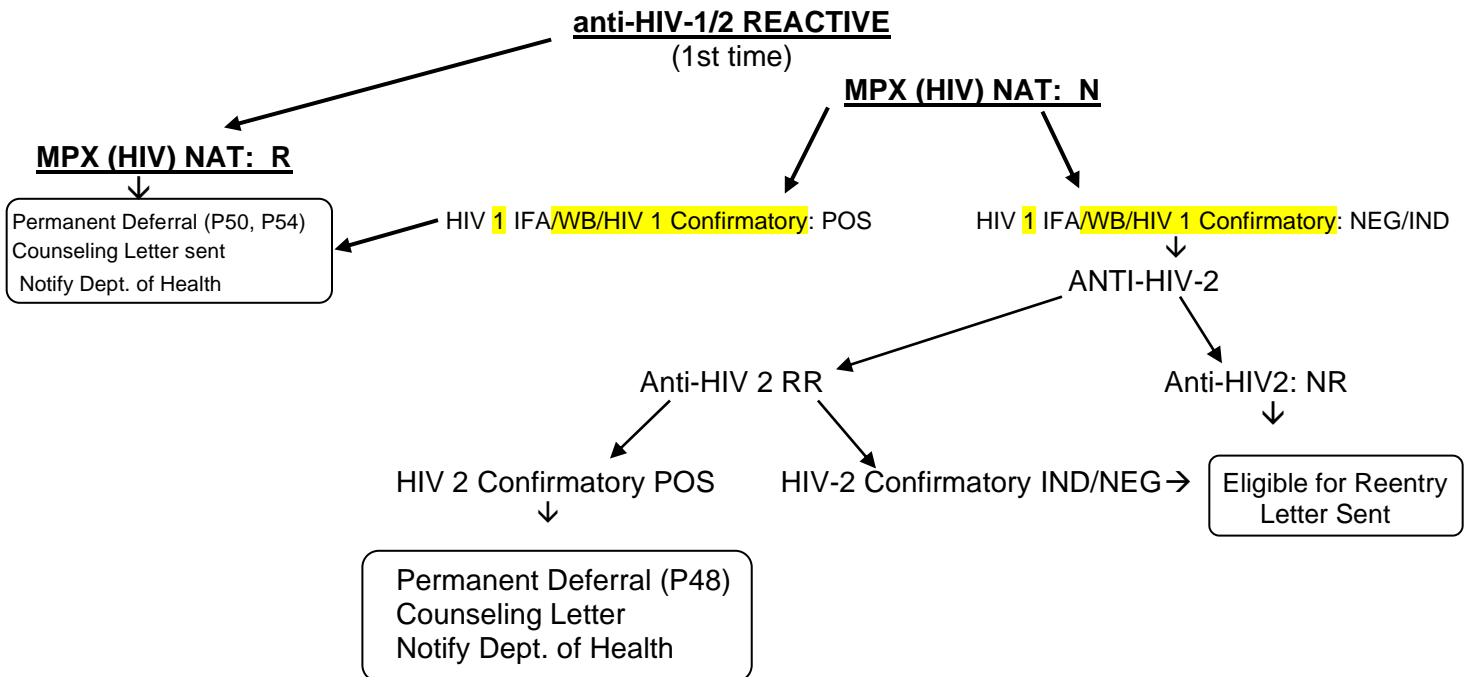 anti-HIV-1/2 REACTIVE
(1st time)
MPX (HIV) NAT: N
MPX (HIV) NAT: R
Permanent Deferral (P50, P54)
Counseling Letter sent
Notify Dept. of Health
HIV 1 IFA/WB/HIV 1 Confirmatory: POS
HIV 1 IFA/WB/HIV 1 Confirmatory: NEG/IND
ANTI-HIV-2
Anti-HIV 2 RR
Anti-HIV2: NR
HIV 2 Confirmatory POS
HIV-2 Confirmatory IND/NEG→
Eligible for Reentry
Letter Sent
Permanent Deferral (P48)
Counseling Letter
Notify Dept. of Health